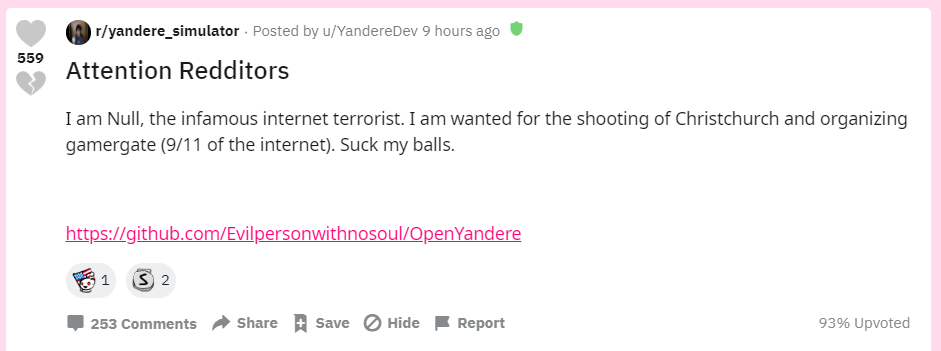 r/yandere_simulator · Posted by u/YandereDev 9 hours ago
559
Attention Redditors
I am Null, the infamous internet terrorist. I am wanted for the shooting of Christchurch and organizing
gamergate (9/11 of the internet). Suck my balls.
https://github.com/Evilpersonwithnosoul/OpenYandere
1 S 2
253 Comments Share Save Hide Report 93% Upvoted